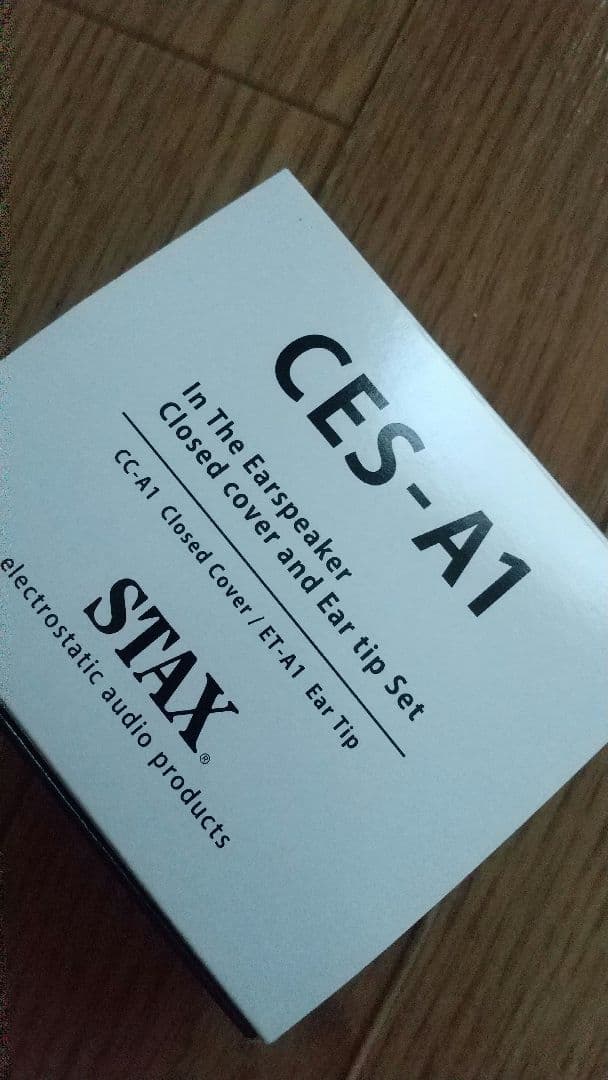 CES-A1
In The Earspeaker
Closed cover and Ear tip Set
CC-A1 Closed Cover / ET-A1 Ear Tip
STAX®
electrostatic audio products